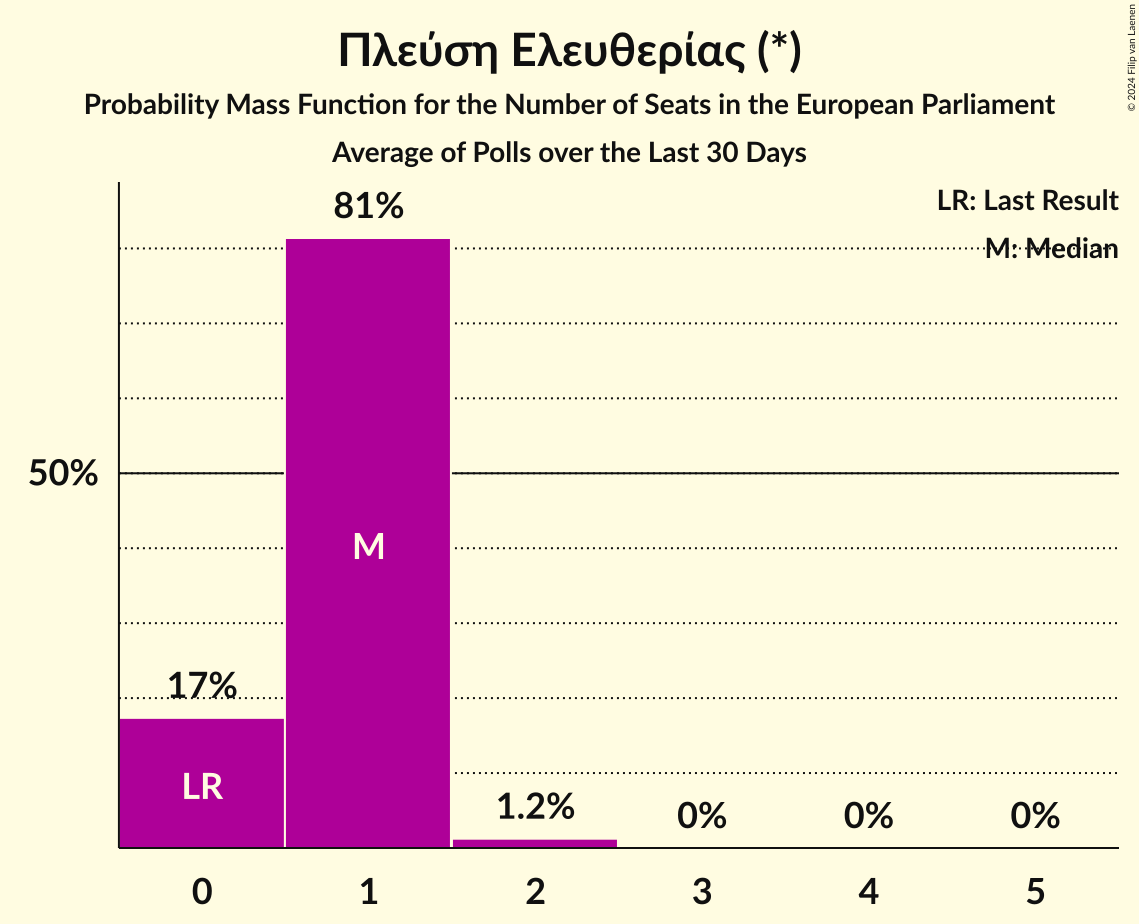 Πλεύση Ελευθερίας (*)
Probability Mass Function for the Number of Seats in the European Parliament
Average of Polls over the Last 30 Days
© 2024 Filip van Laenen
LR: Last Result
M: Median
81%
50%
M
17%
LR
1.2%
0%
0%
0%
0
1
2
3
4
5